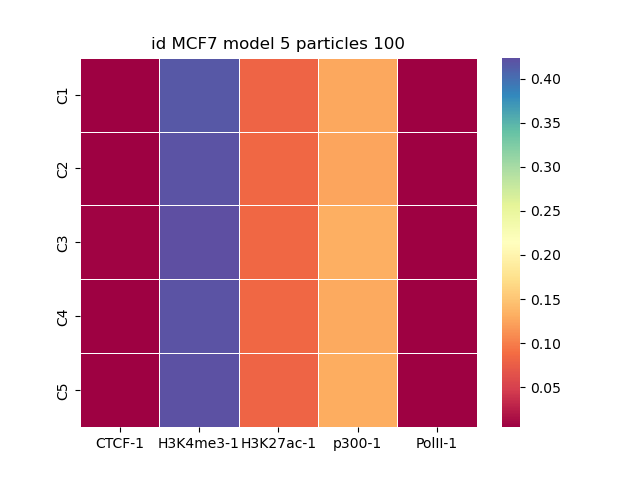 id MCF7 model 5 particles 100
C1
C2
C3
C4
C5
CTCF-1 H3K4me3-1 H3K27ac-1 p300-1 PolII-1
0.40
0.35
0.30
0.25
0.20
0.15
0.10
0.05